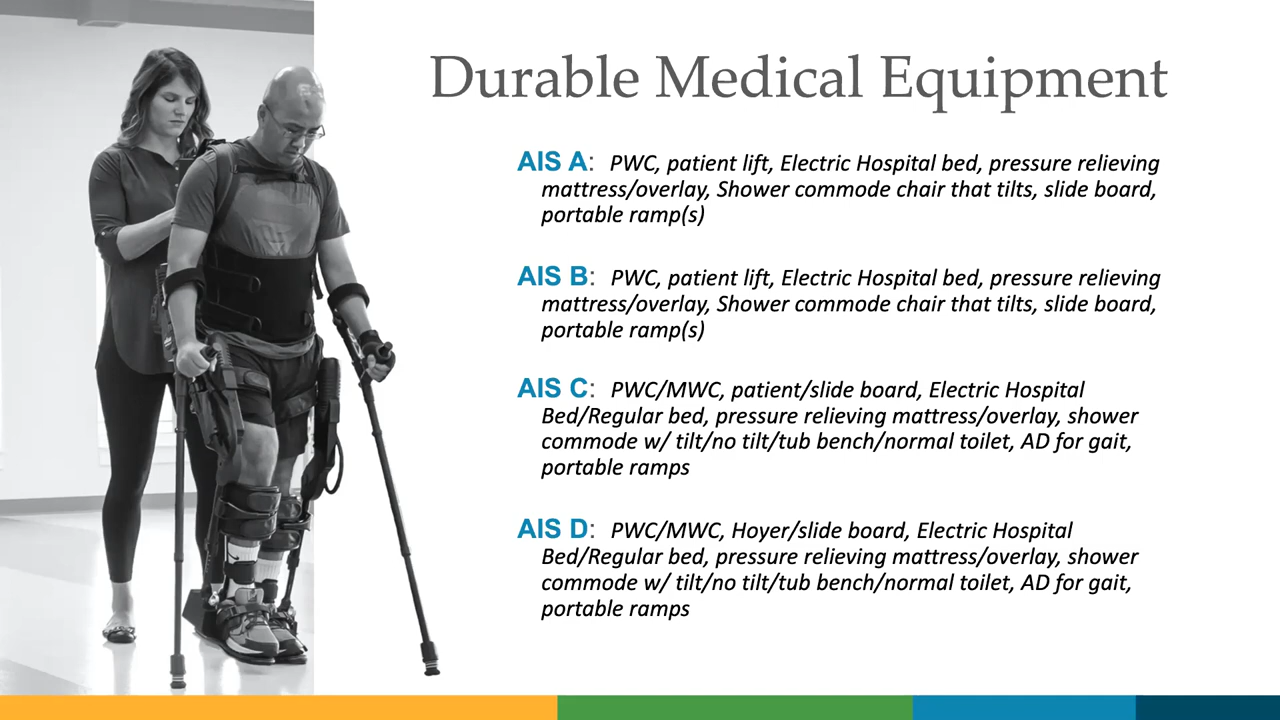 Durable Medical Equipment
AIS A: PWC, patient lift, Electric Hospital bed, pressure relieving
mattress/overlay, Shower commode chair that tilts, slide board,
portable ramp(s)
AIS B: PWC, patient lift, Electric Hospital bed, pressure relieving
mattress/overlay, Shower commode chair that tilts, slide board,
portable ramp(s)
AIS C: PWC/MWC, patient/slide board, Electric Hospital
Bed/Regular bed, pressure relieving mattress/overlay, shower
commode w/ tilt/no tilt/tub bench/normal toilet, AD for gait,
portable ramps
AIS D: PWC/MWC, Hoyer/slide board, Electric Hospital
Bed/Regular bed, pressure relieving mattress/overlay, shower
commode w/ tilt/no tilt/tub bench/normal toilet, AD for gait,
portable ramps